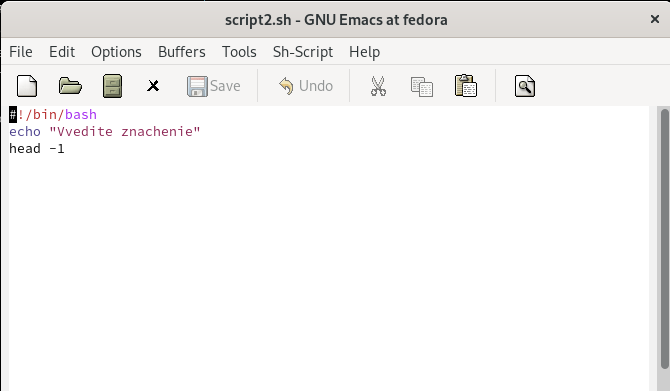 script2.sh - GNU Emacs at fedora
File Edit Options Buffers Tools Sh-Script Help
Save Undo
#!/bin/bash
echo "Vvedite znachenie"
head -1